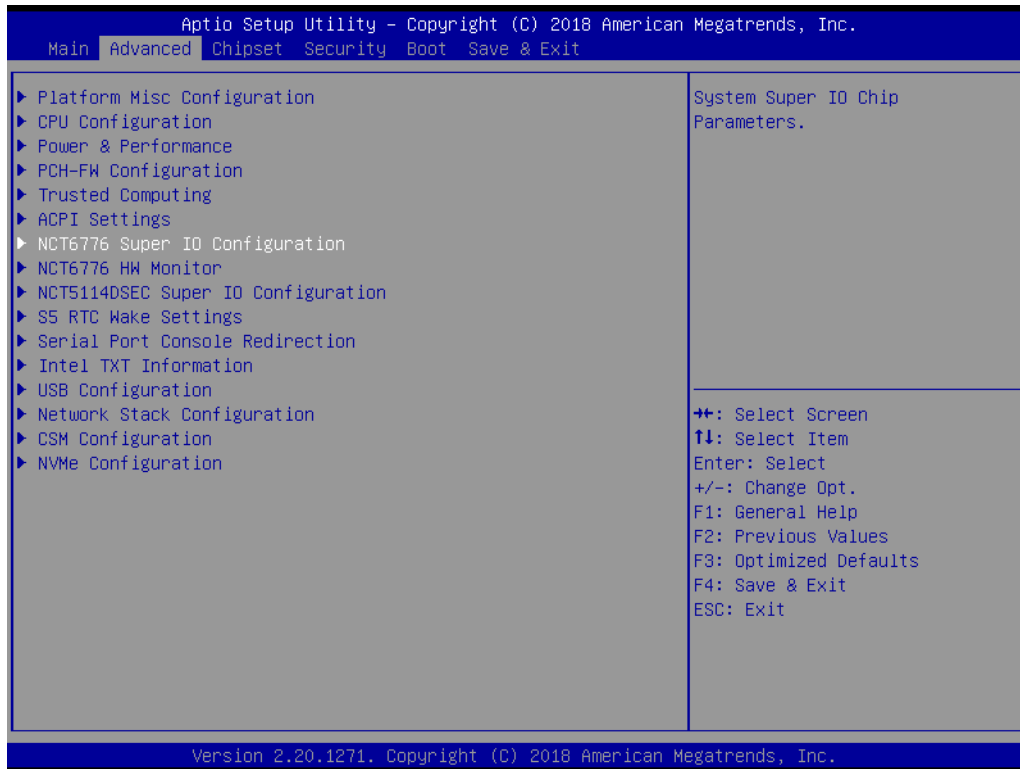 Aptio Setup Utility – Copyright (C) 2018 American Megatrends, Inc.
Main Advanced Chipset Security Boot Save & Exit
▶ Platform Misc Configuration
▶ CPU Configuration
▶ Power & Performance
▶ PCH-FW Configuration
▶ Trusted Computing
▶ ACPI Settings
▶ NCT6776 Super IO Configuration
▶ NCT6776 HW Monitor
▶ NCT5114DSEC Super IO Configuration
▶ S5 RTC Wake Settings
▶ Serial Port Console Redirection
▶ Intel TXT Information
▶ USB Configuration
▶ Network Stack Configuration
▶ CSM Configuration
▶ NVMe Configuration
System Super IO Chip
Parameters.
→←: Select Screen
↑↓: Select Item
Enter: Select
+/-: Change Opt.
F1: General Help
F2: Previous Values
F3: Optimized Defaults
F4: Save & Exit
ESC: Exit
Version 2.20.1271. Copyright (C) 2018 American Megatrends, Inc.